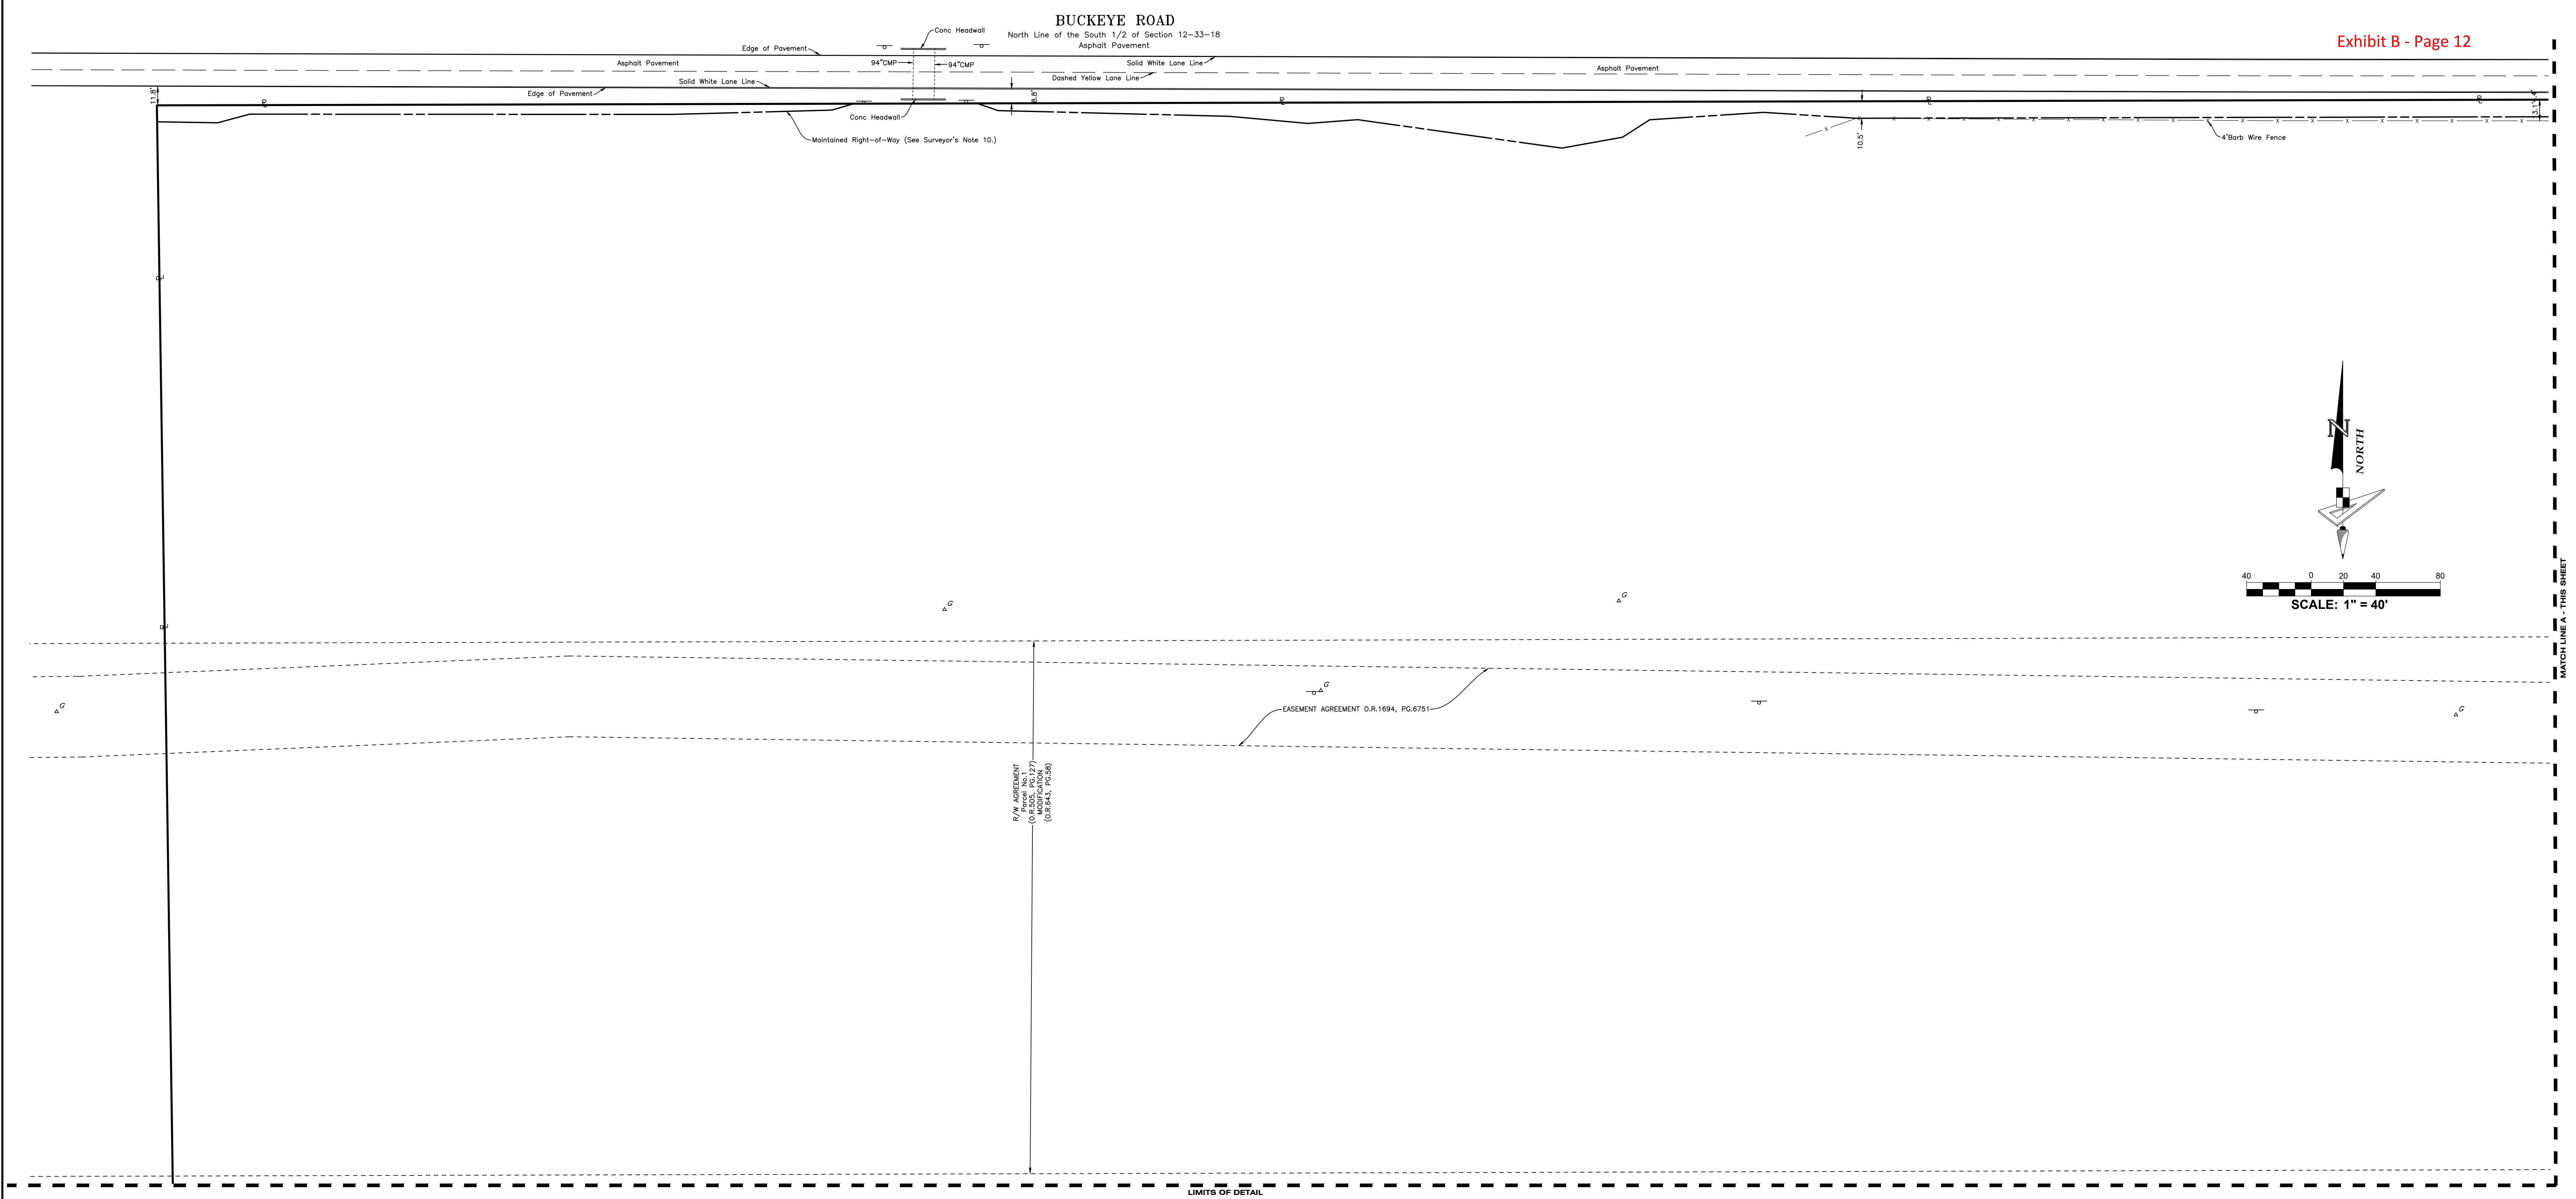 BUCKEYE ROAD
North Line of the South 1/2 of Section 12-33-18
Asphalt Pavement
Exhibit B - Page 12
Conc Headwall
Edge of Pavement
Asphalt Pavement
94"CMP
94"CMP
Solid White Lane Line
Asphalt Pavement
Solid White Lane Line
Dashed Yellow Lane Line
Edge of Pavement
11.8'
8.8'
Conc Headwall
Maintained Right-of-Way (See Surveyor's Note 10.)
10.5'
4'Barb Wire Fence
13.1'
N
NORTH
40 0 20 40 80
SCALE: 1" = 40'
MATCH LINE A - THIS SHEET
G
G
G
G
G
EASEMENT AGREEMENT O.R.1694, PG.6751
R/W AGREEMENT
Parcel No.1
(O.R.505, PG.127)
MODIFICATION
(O.R.643, PG.58)
LIMITS OF DETAIL